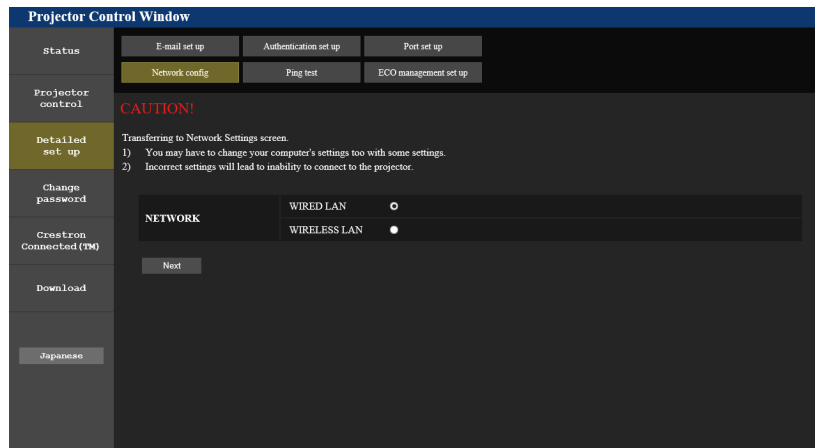 Projector Control Window
Status
E-mail set up
Authentication set up
Port set up
Network config
Ping test
ECO management set up
Projector
control
CAUTION!
Detailed
set up
Transferring to Network Settings screen.
1) You may have to change your computer's settings too with some settings.
2) Incorrect settings will lead to inability to connect to the projector.
Change
password
NETWORK
WIRED LAN
WIRELESS LAN
Crestron
Connected(TM)
Next
Download
Japanese